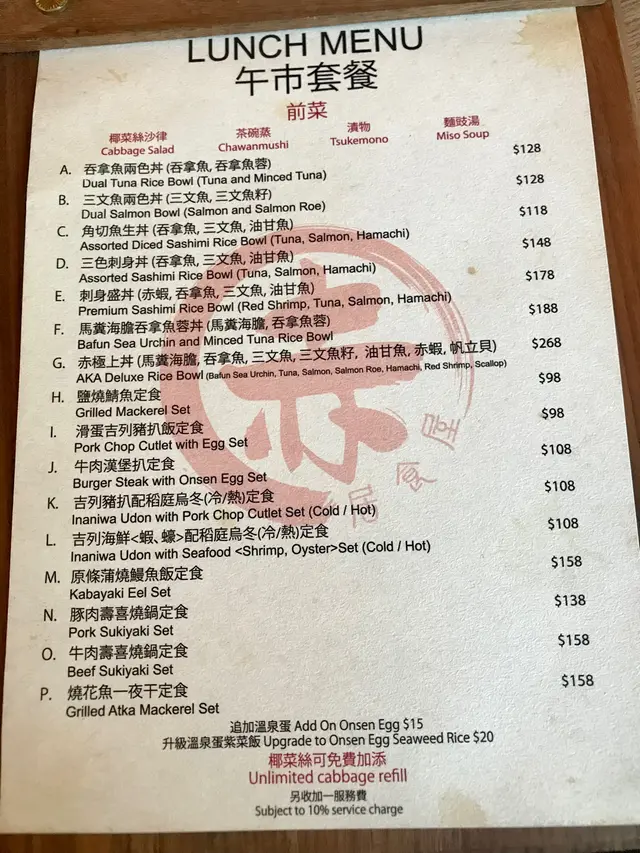 LUNCH MENU
午市套餐
前菜
椰菜絲沙律 茶碗蒸 漬物 麵豉湯
Cabbage Salad Chawanmushi Tsukemono Miso Soup
A. 吞拿魚兩色丼 (吞拿魚, 吞拿魚蓉) $128
Dual Tuna Rice Bowl (Tuna and Minced Tuna)
B. 三文魚兩色丼 (三文魚, 三文魚籽) $128
Dual Salmon Bowl (Salmon and Salmon Roe)
C. 角切魚生丼 (吞拿魚, 三文魚, 油甘魚) $118
Assorted Diced Sashimi Rice Bowl (Tuna, Salmon, Hamachi)
D. 三色刺身丼 (吞拿魚, 三文魚, 油甘魚) $148
Assorted Sashimi Rice Bowl (Tuna, Salmon, Hamachi)
E. 刺身盛丼 (赤蝦, 吞拿魚, 三文魚, 油甘魚) $178
Premium Sashimi Rice Bowl (Red Shrimp, Tuna, Salmon, Hamachi)
F. 馬糞海膽吞拿魚蓉丼 (馬糞海膽, 吞拿魚蓉) $188
Bafun Sea Urchin and Minced Tuna Rice Bowl
G. 赤極上丼 (馬糞海膽, 吞拿魚, 三文魚, 三文魚籽, 油甘魚, 赤蝦, 帆立貝) $268
AKA Deluxe Rice Bowl (Bafun Sea Urchin, Tuna, Salmon, Salmon Roe, Hamachi, Red Shrimp, Scallop)
H. 鹽燒鯖魚定食 $98
Grilled Mackerel Set
I. 滑蛋吉列豬扒飯定食 $98
Pork Chop Cutlet with Egg Set
J. 牛肉漢堡扒定食 $108
Burger Steak with Onsen Egg Set
K. 吉列豬扒配稻庭烏冬(冷/熱)定食 $108
Inaniwa Udon with Pork Chop Cutlet Set (Cold / Hot)
L. 吉列海鮮<蝦、蠔>配稻庭烏冬(冷/熱)定食 $108
Inaniwa Udon with Seafood <Shrimp, Oyster>Set (Cold / Hot)
M. 原條蒲燒鰻魚飯定食 $158
Kabayaki Eel Set
N. 豚肉壽喜燒鍋定食 $138
Pork Sukiyaki Set
O. 牛肉壽喜燒鍋定食 $158
Beef Sukiyaki Set
P. 燒花魚一夜干定食 $158
Grilled Atka Mackerel Set
追加溫泉蛋 Add On Onsen Egg $15
升級溫泉蛋紫菜飯 Upgrade to Onsen Egg Seaweed Rice $20
椰菜絲可免費加添
Unlimited cabbage refill
另收加一服務費
Subject to 10% service charge
赤
居食屋